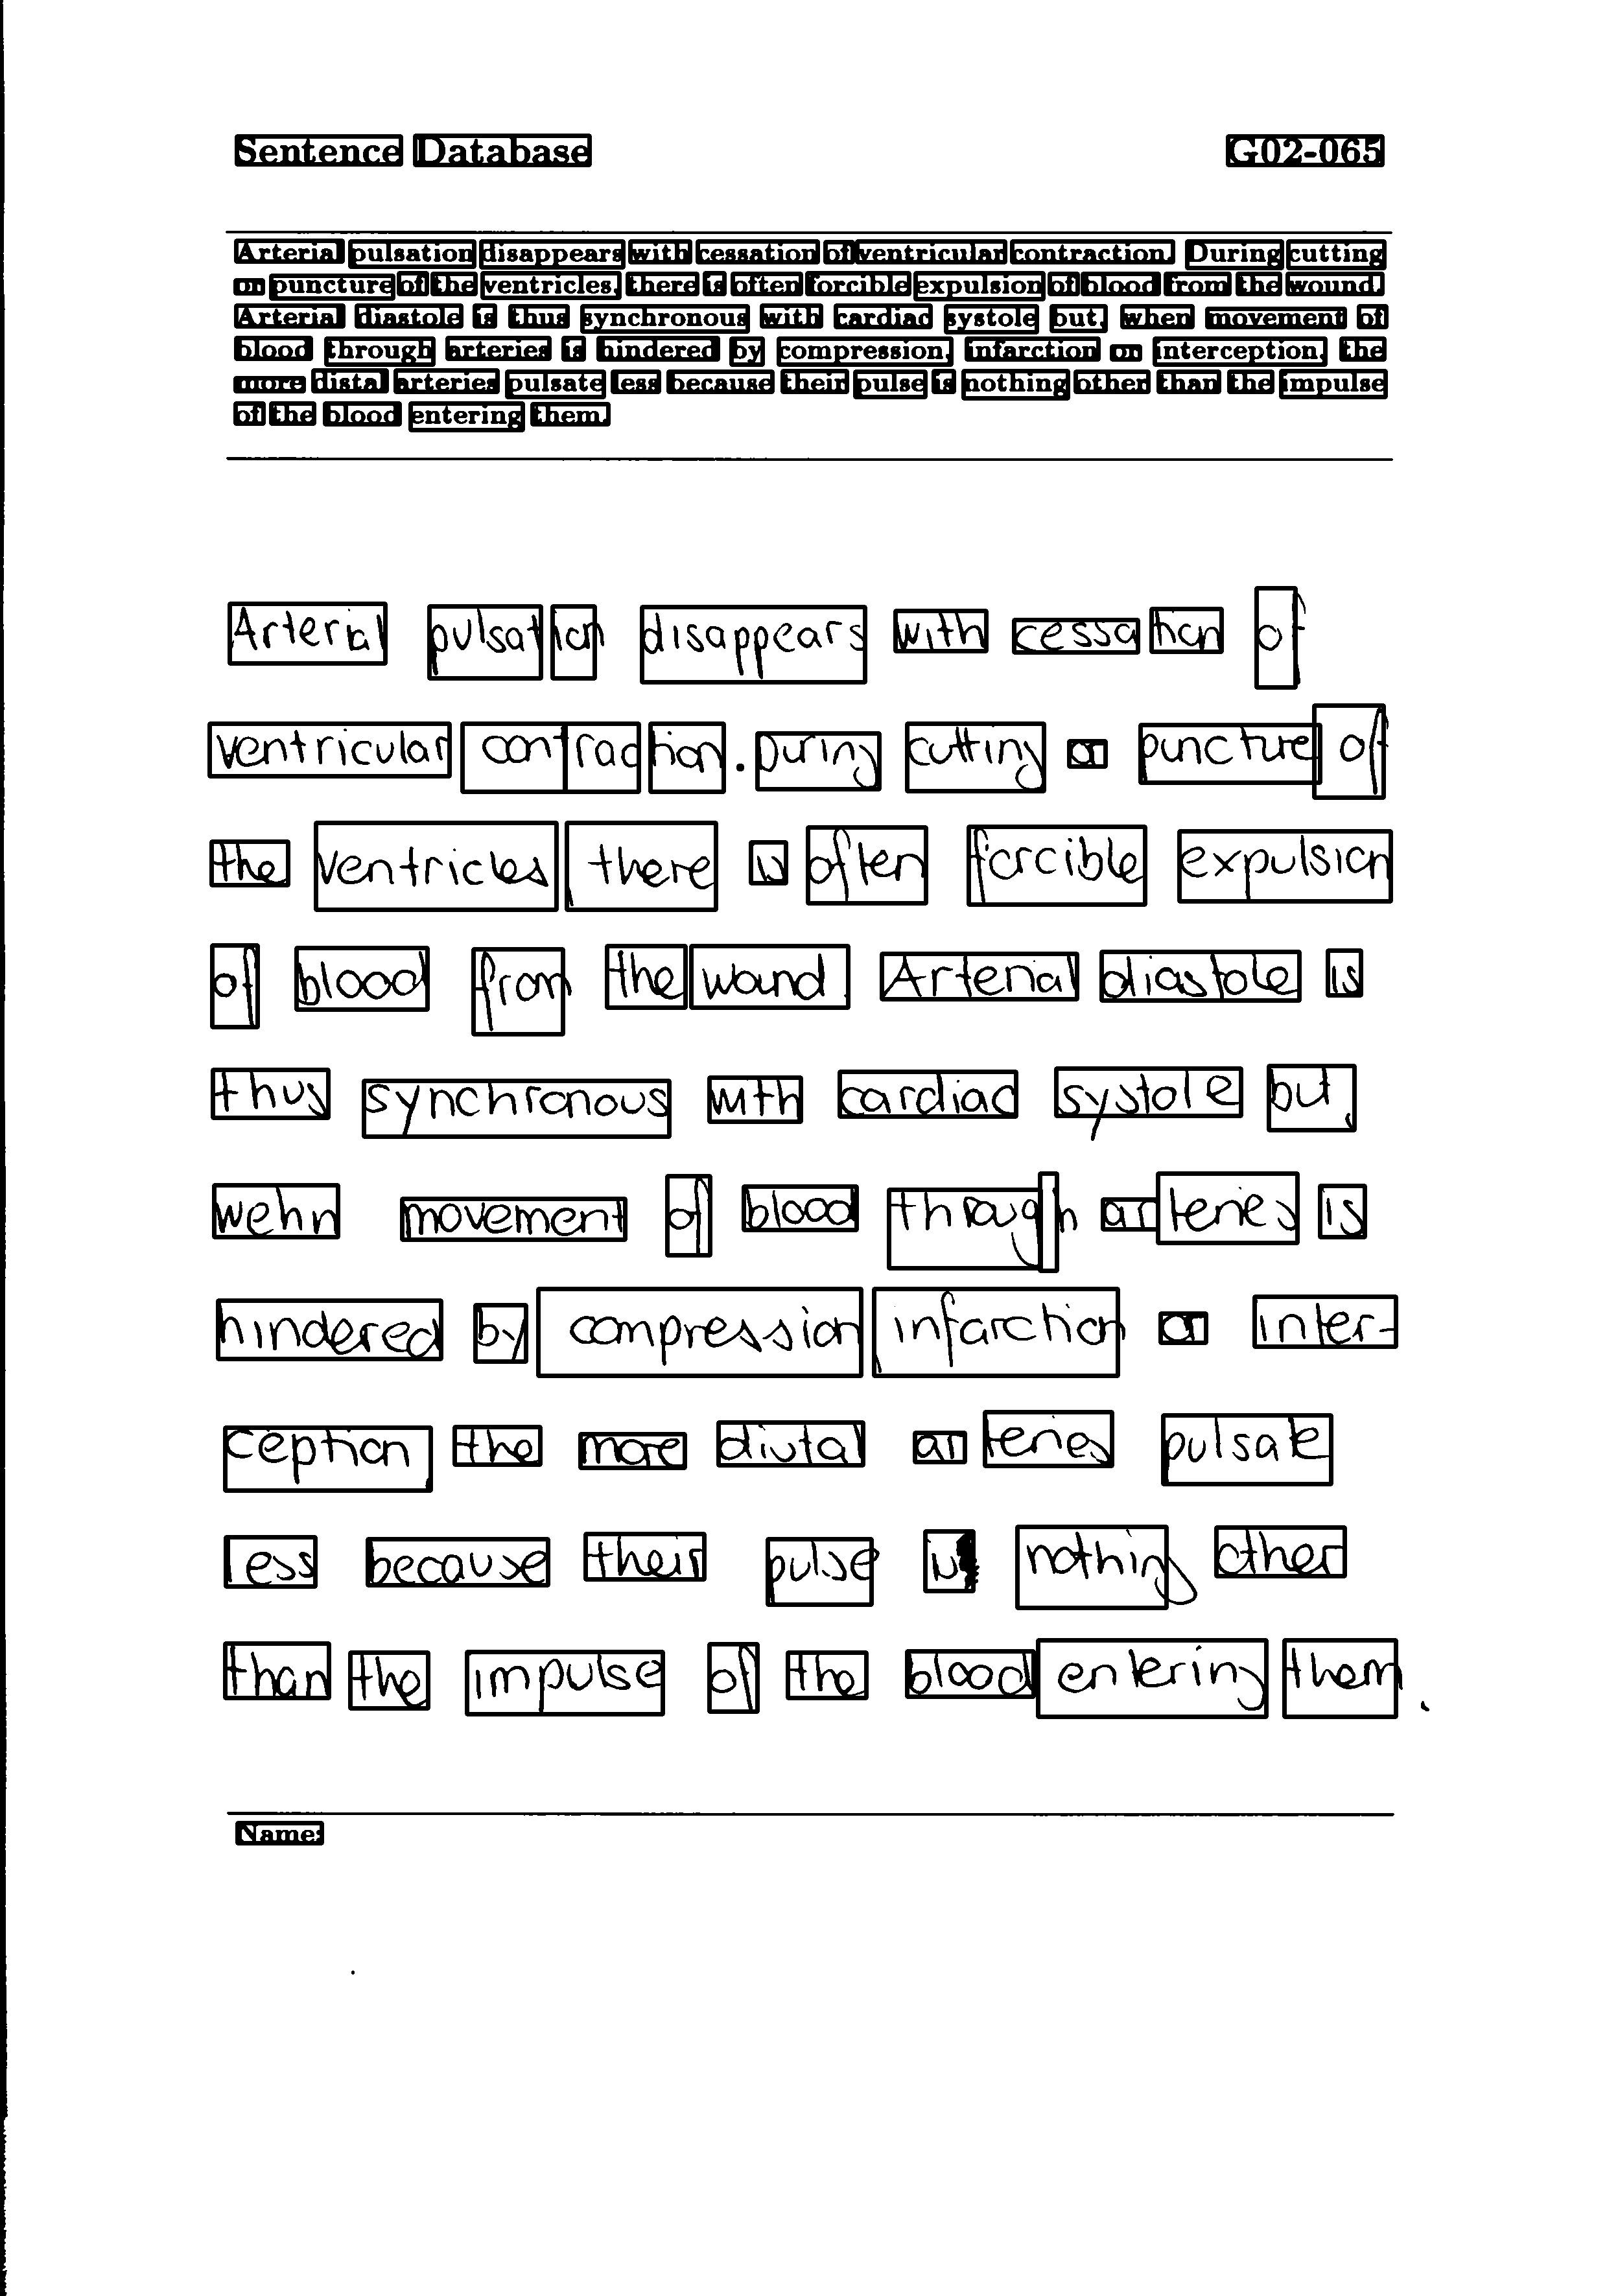 Sentence Database G02-065
Arterial pulsation disappears with cessation of ventricular contraction. During cutting
or puncture of the ventricles, there is often forcible expulsion of blood from the wound.
Arterial diastole is thus synchronous with cardiac systole but, when movement of
blood through arteries is hindered by compression, infarction or interception, the
more distal arteries pulsate less because their pulse is nothing other than the impulse
of the blood entering them.
Arterial pulsation disappears with cessation of
ventricular contraction. During cutting or puncture of
the ventricles, there is often forcible expulsion
of blood from the wound. Arterial diastole is
thus synchronous with cardiac systole but,
wehn movement of blood through arteries is
hindered by compression, infarction or inter-
ception, the more distal arteries pulsate
less because their pulse is nothing other
than the impulse of the blood entering them.
Name: